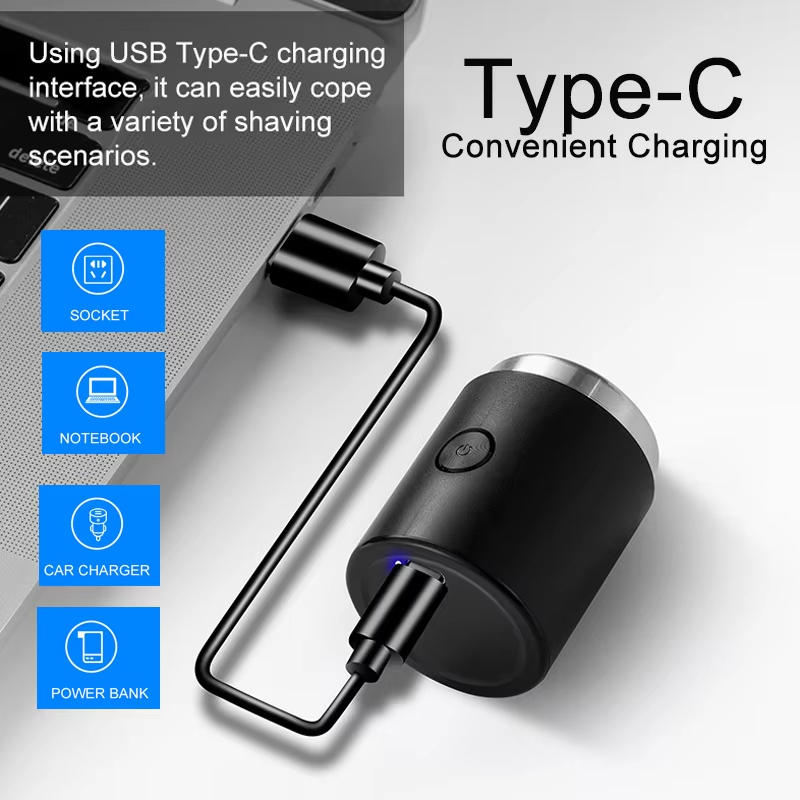 Using USB Type-C charging
interface, it can easily cope
with a variety of shaving
scenarios.
delete
Type-C
Convenient Charging
SOCKET
NOTEBOOK
CAR CHARGER
POWER BANK